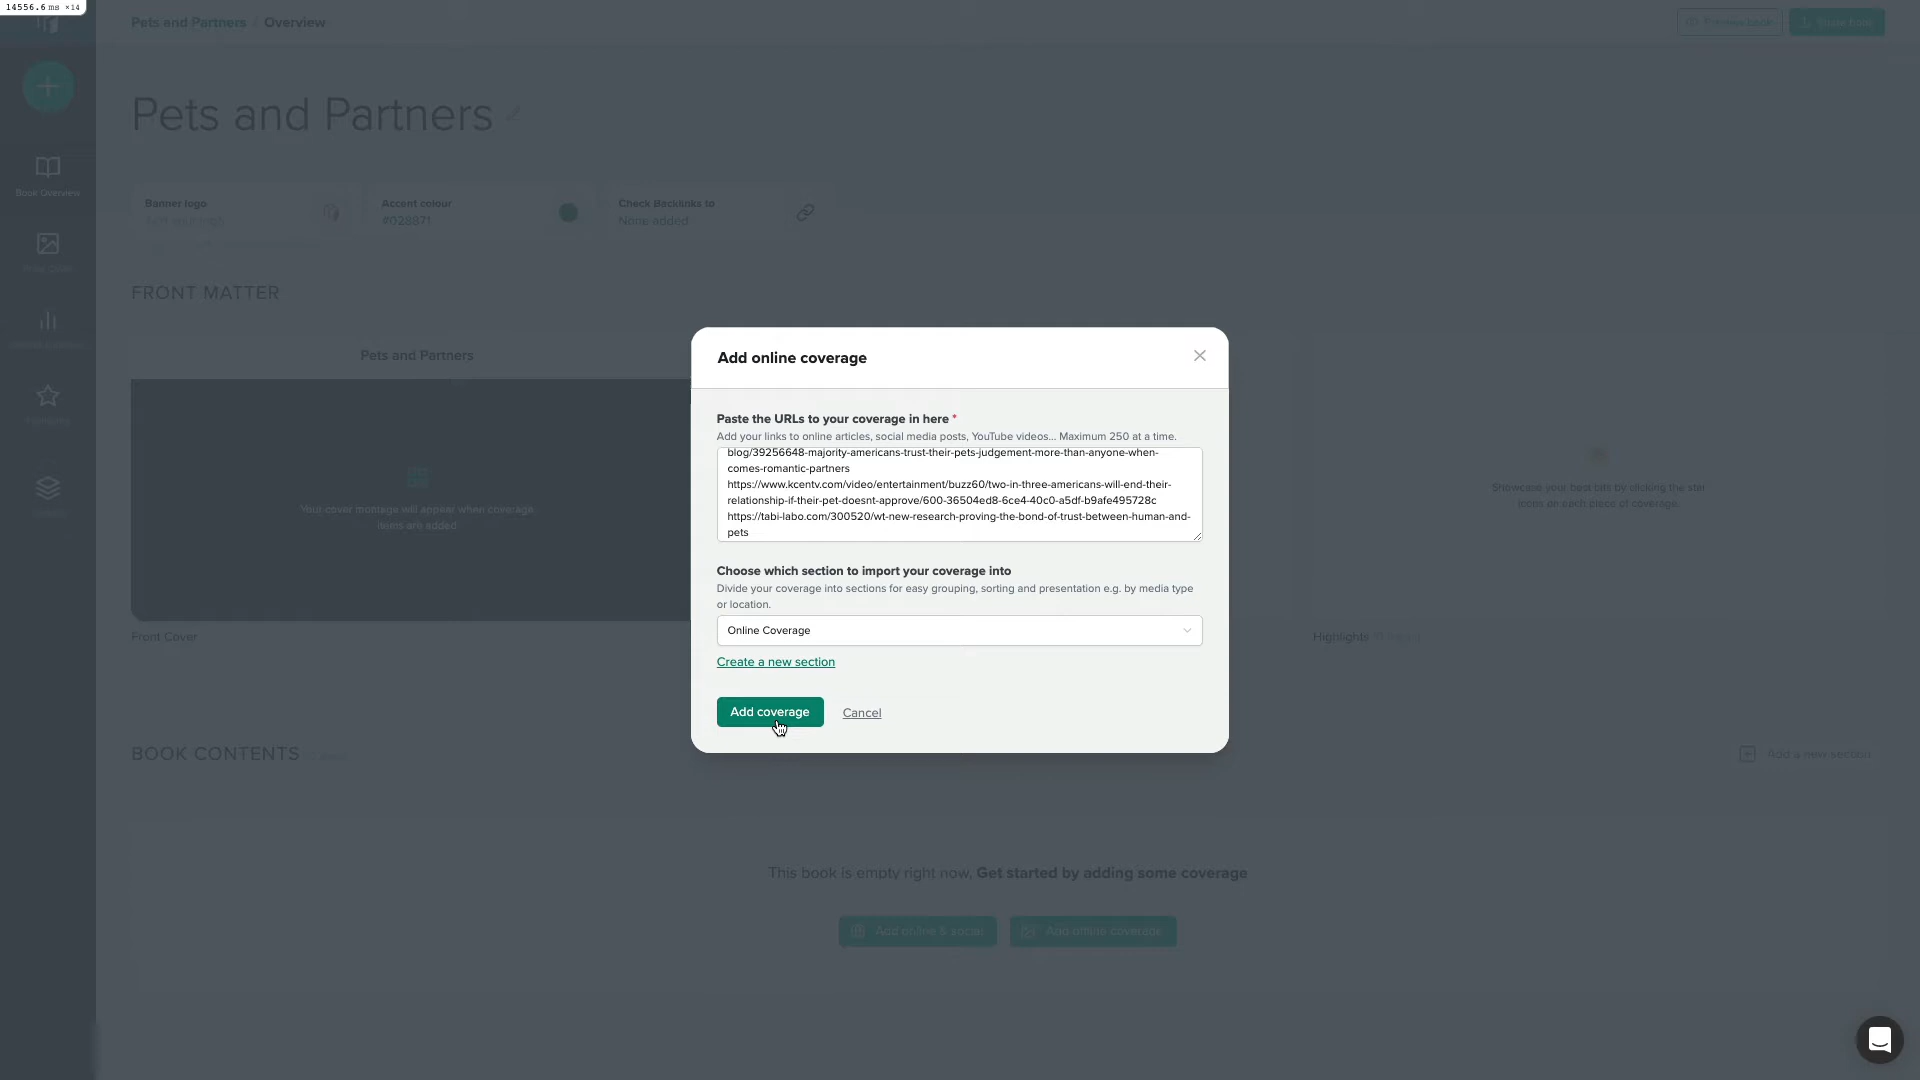 14556.6 ms ×14
Pets and Partners / Overview
Pets and Partners
Book Overview
Banner logo
Accent colour
#028871
Check Backlinks to
None added
FRONT MATTER
Pets and Partners
Your cover montage will appear when coverage
items are added.
Front Cover
Showcase your best bits by clicking the star
icons on each piece of coverage.
Highlights
Add online coverage
Paste the URLs to your coverage in here *
Add your links to online articles, social media posts, YouTube videos... Maximum 250 at a time.
blog/39256648-majority-americans-trust-their-pets-judgement-more-than-anyone-when-
comes-romantic-partners
https://www.kcentv.com/video/entertainment/buzz60/two-in-three-americans-will-end-their-
relationship-if-their-pet-doesnt-approve/600-36504ed8-6ce4-40c0-a5df-b9afe495728c
https://tabi-labo.com/300520/wt-new-research-proving-the-bond-of-trust-between-human-and-
pets
Choose which section to import your coverage into
Divide your coverage into sections for easy grouping, sorting and presentation e.g. by media type
or location.
Online Coverage
Create a new section
Add coverage
Cancel
BOOK CONTENTS
Add a new section
This book is empty right now, Get started by adding some coverage
Add online & social
Add offline coverage